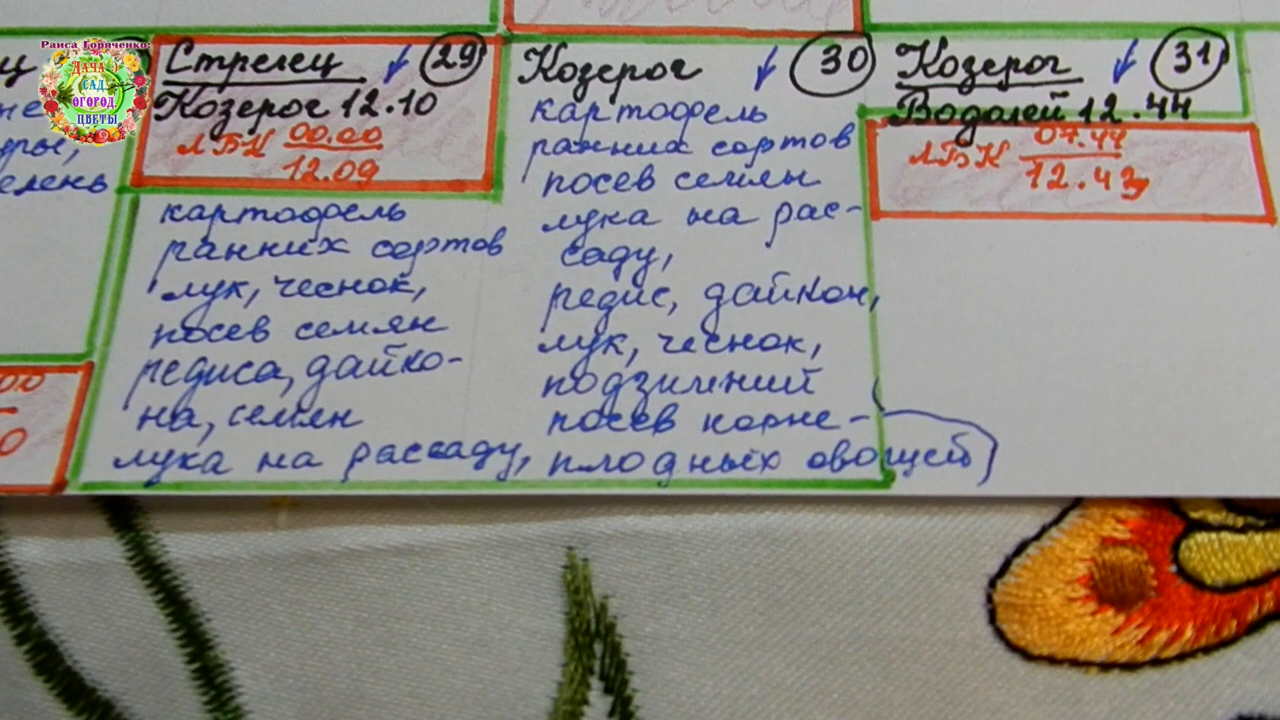 Раиса Горяченко:
ДАЧА
САД,
ОГОРОД,
ЦВЕТЫ
Стрелец ↓ 29
Козерог 12.10
ЛБК 00.00
12.09
картофель
ранних сортов
лук, чеснок,
посев семян
редиса, дайко-
на, семян
лука на рассаду,
Козерог ↓ 30
картофель
ранних сортов
посев семян
лука на рас-
саду,
редис, дайкон,
лук, чеснок,
подзимний
посев корне-
плодных овощей
Козерог ↓ 31
Водолей 12.44
ЛБК 07.44
12.43